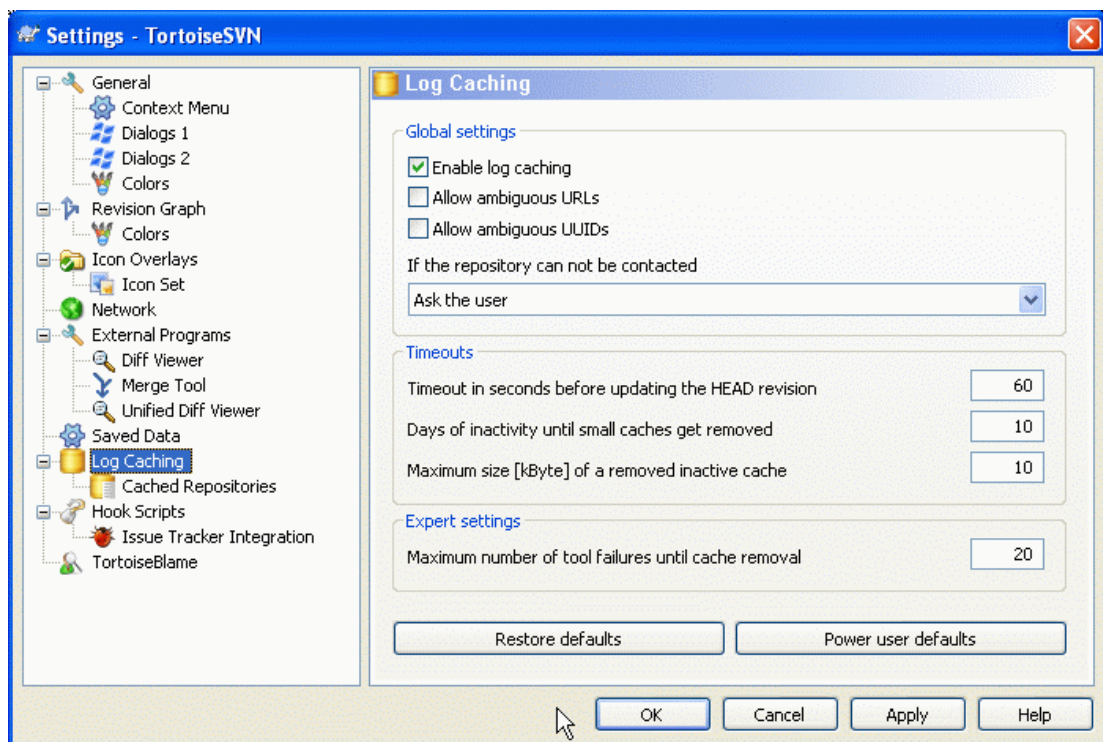 Settings - TortoiseSVN
General
Context Menu
Dialogs 1
Dialogs 2
Colors
Revision Graph
Colors
Icon Overlays
Icon Set
Network
External Programs
Diff Viewer
Merge Tool
Unified Diff Viewer
Saved Data
Log Caching
Cached Repositories
Hook Scripts
Issue Tracker Integration
TortoiseBlame
Log Caching
Global settings
Enable log caching
Allow ambiguous URLs
Allow ambiguous UUIDs
If the repository can not be contacted
Ask the user
Timeouts
Timeout in seconds before updating the HEAD revision 60
Days of inactivity until small caches get removed 10
Maximum size [kByte] of a removed inactive cache 10
Expert settings
Maximum number of tool failures until cache removal 20
Restore defaults Power user defaults
OK Cancel Apply Help